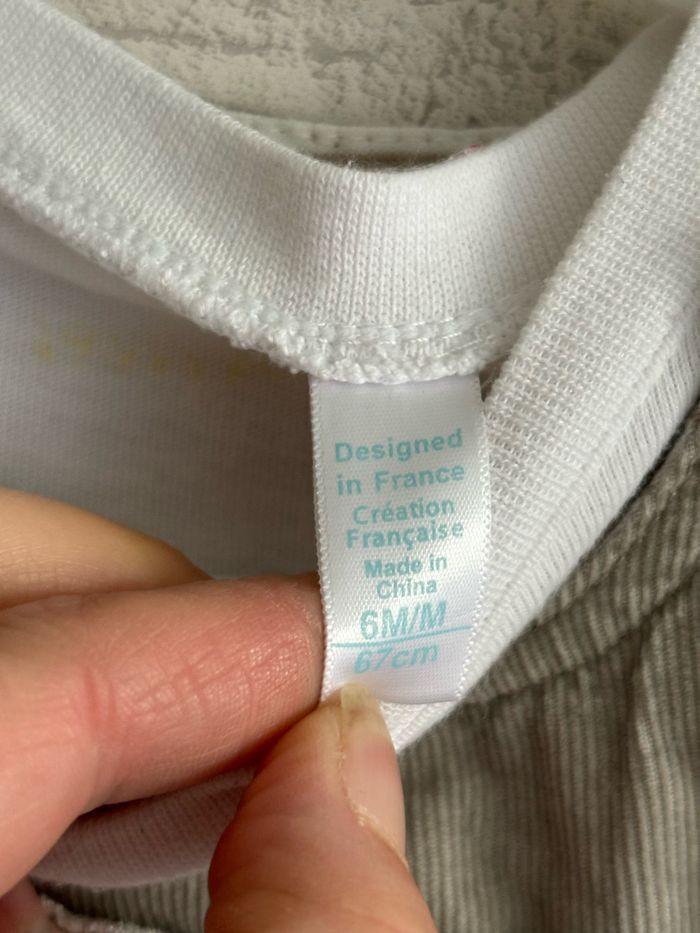 Designed
in France
Création
Française
Made in
China
6M/M
67cm